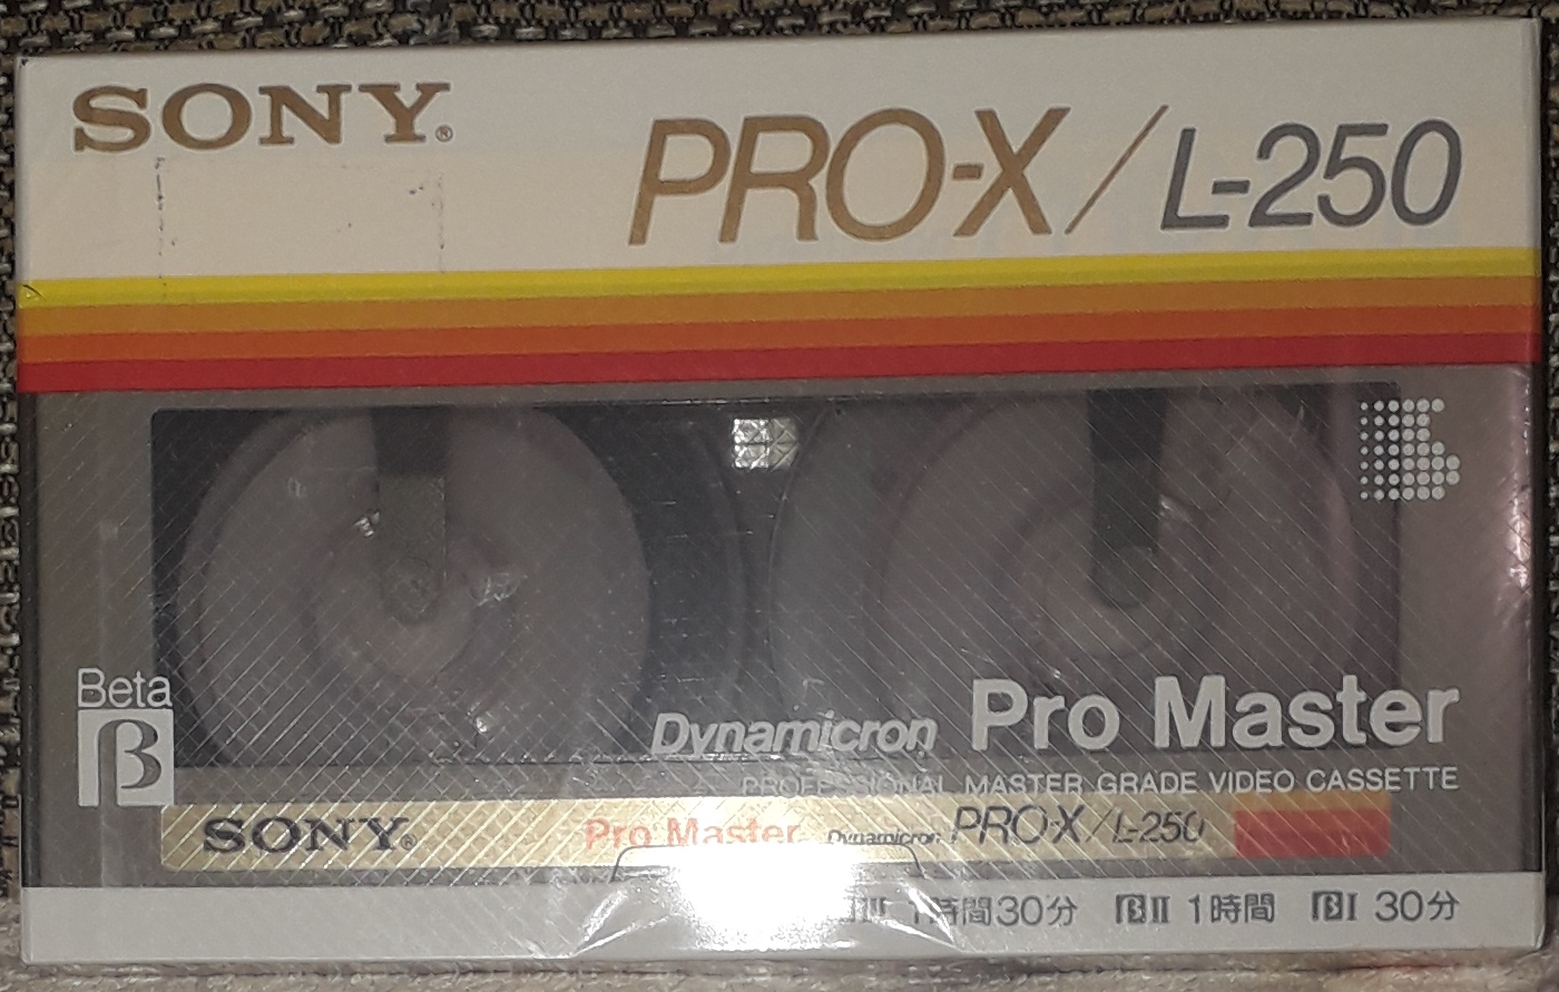 SONY®
PRO-X/L-250
Beta
β
Dynamicron Pro Master
PROFESSIONAL MASTER GRADE VIDEO CASSETTE
SONY® Pro Master Dynamicron PRO-X/L-250
1時間30分 βII 1時間 βI 30分